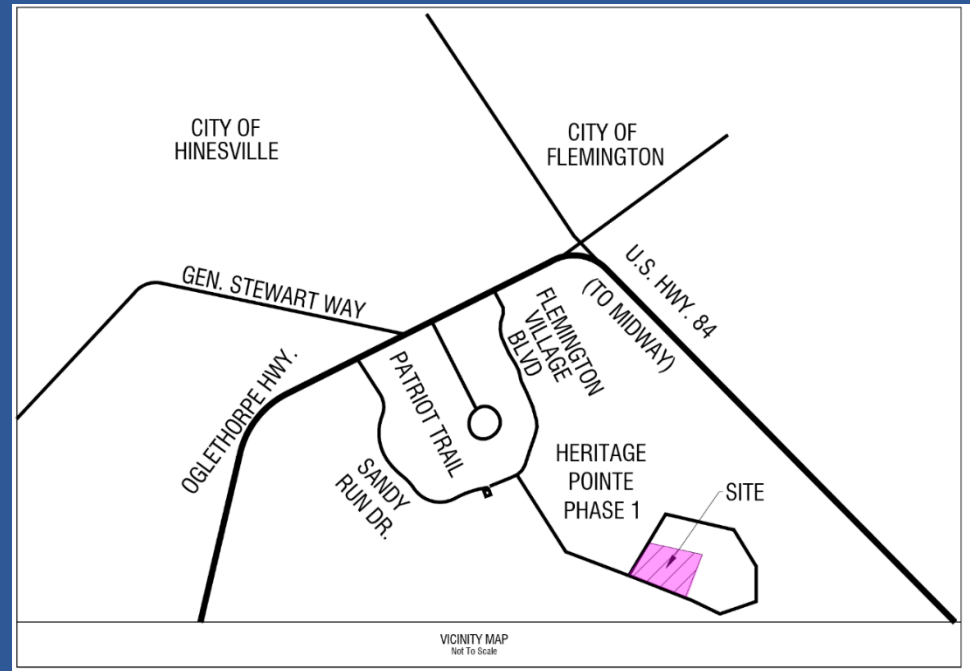 CITY OF
HINESVILLE
CITY OF
FLEMINGTON
GEN. STEWART WAY
U.S. HWY. 84
(TO MIDWAY)
FLEMINGTON
VILLAGE
BLVD
OGLETHORPE HWY.
PATRIOT TRAIL
SANDY
RUN DR.
HERITAGE
POINTE
PHASE 1
SITE
VICINITY MAP
Not To Scale